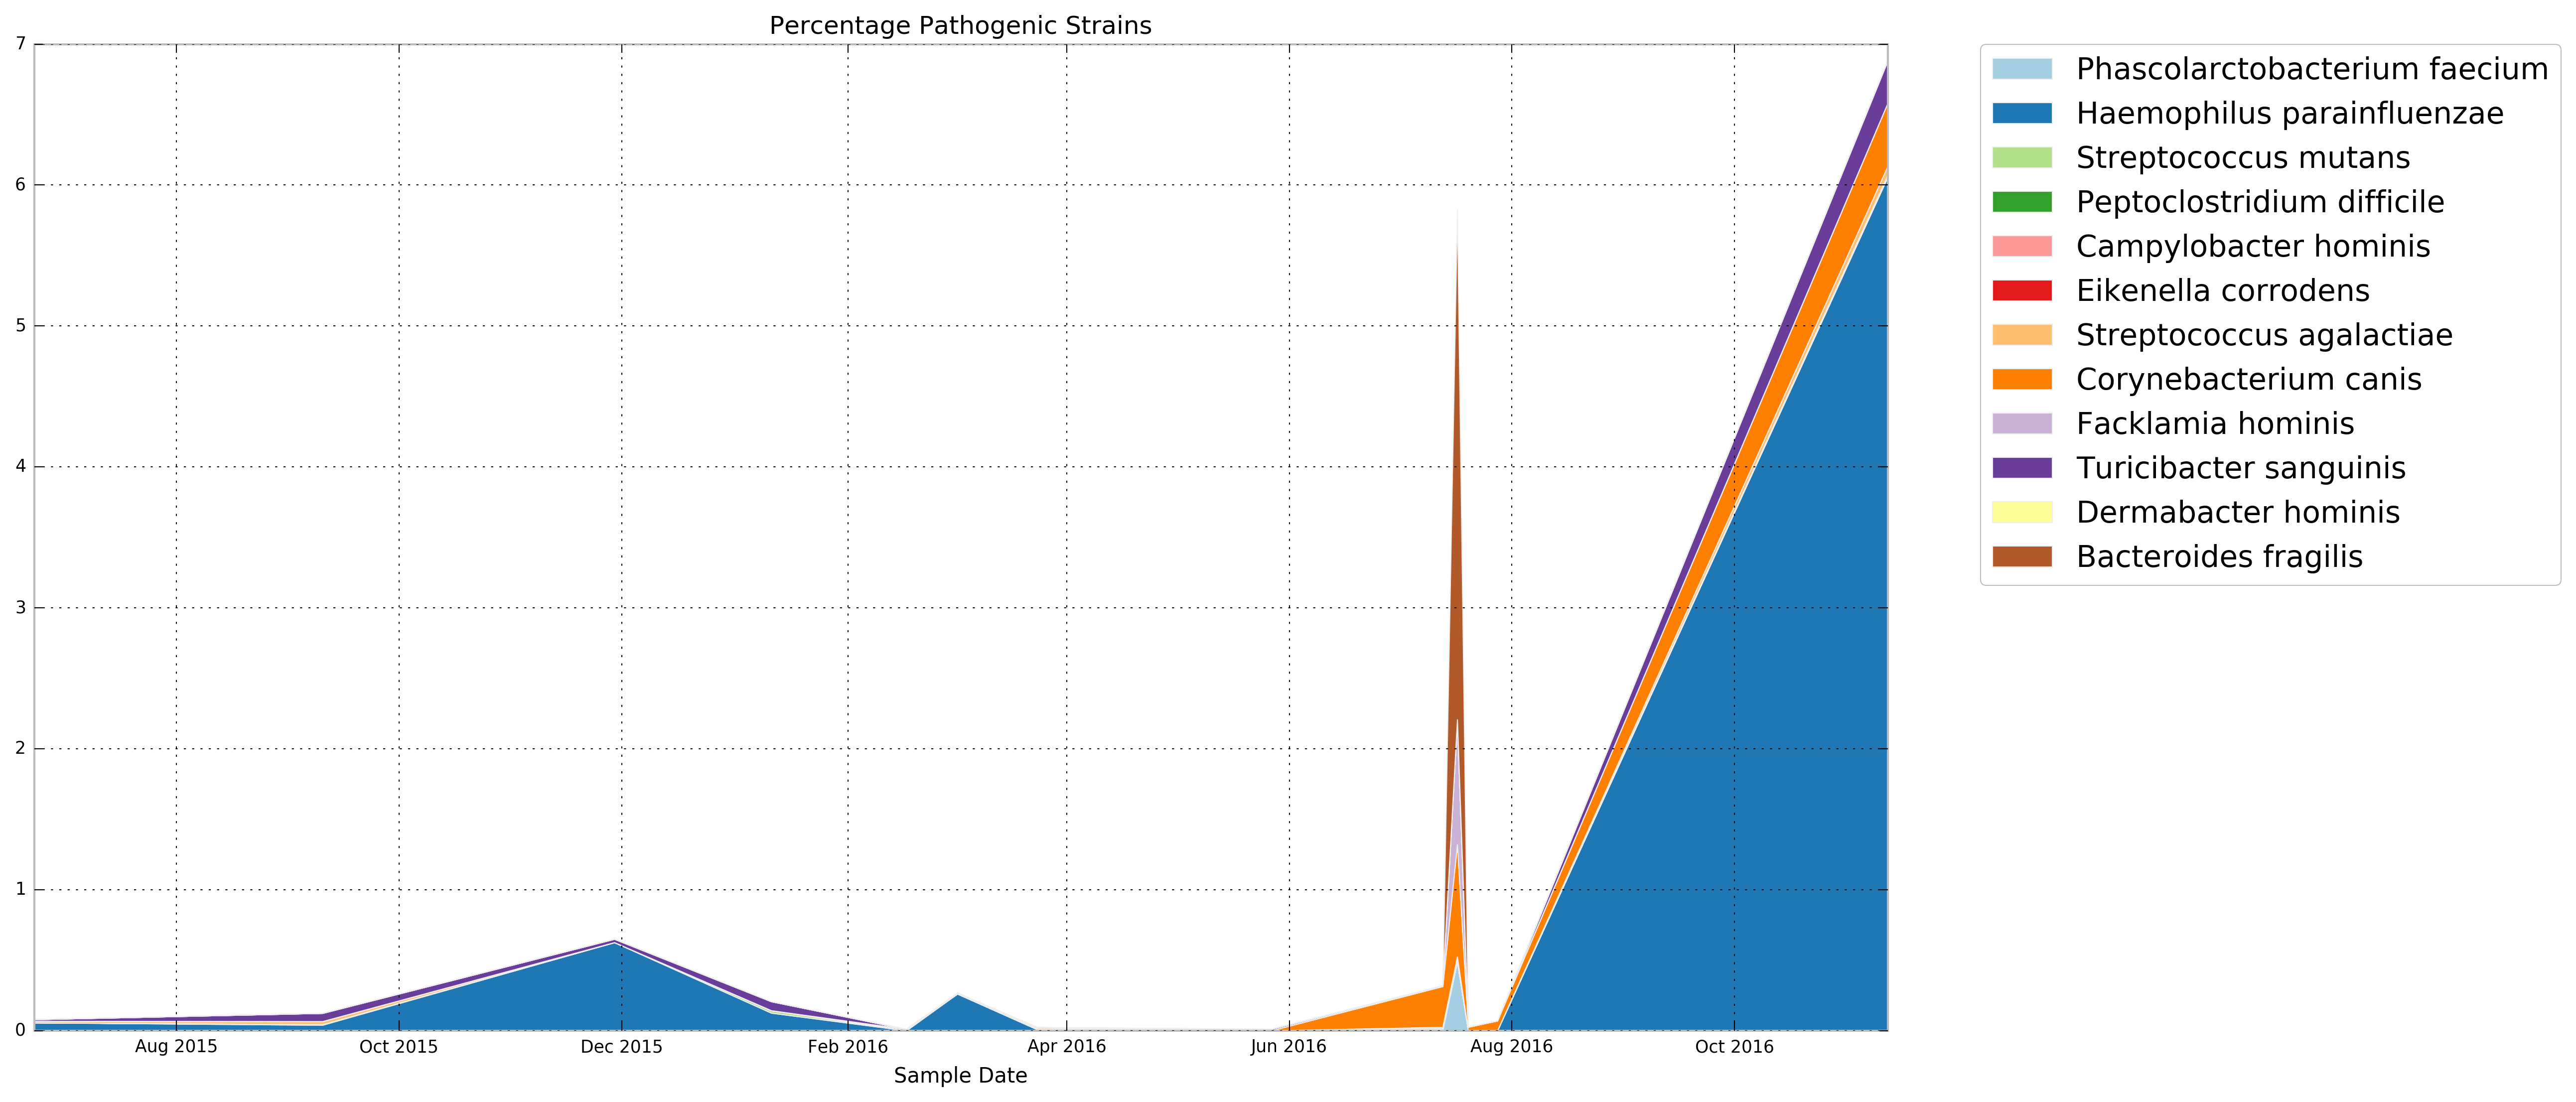 Percentage Pathogenic Strains
7
6
5
4
3
2
1
0
Aug 2015 Oct 2015 Dec 2015 Feb 2016 Apr 2016 Jun 2016 Aug 2016 Oct 2016
Sample Date
Phascolarctobacterium faecium
Haemophilus parainfluenzae
Streptococcus mutans
Peptoclostridium difficile
Campylobacter hominis
Eikenella corrodens
Streptococcus agalactiae
Corynebacterium canis
Facklamia hominis
Turicibacter sanguinis
Dermabacter hominis
Bacteroides fragilis